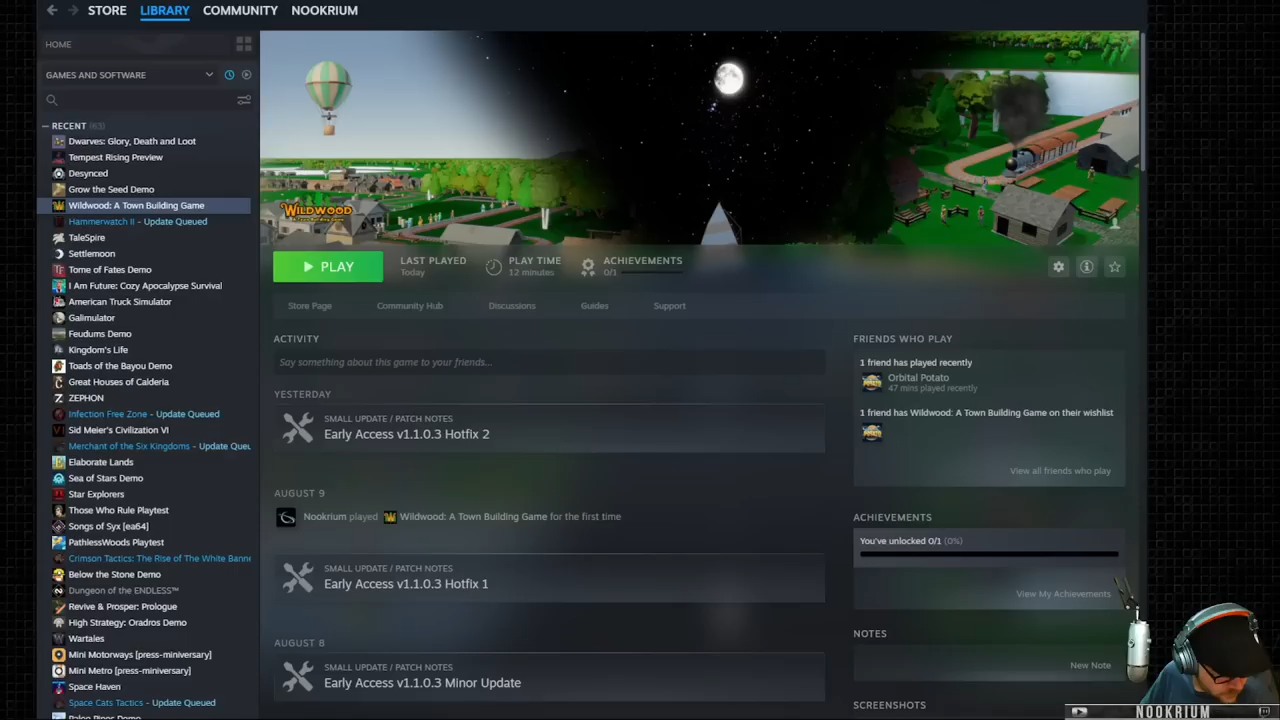 STORE LIBRARY COMMUNITY NOOKRIUM
HOME
GAMES AND SOFTWARE
RECENT (63)
Dwarves: Glory, Death and Loot
Tempest Rising Preview
Desynced
Grow the Seed Demo
Wildwood: A Town Building Game
Hammerwatch II - Update Queued
TaleSpire
Settlemoon
Tome of Fates Demo
I Am Future: Cozy Apocalypse Survival
American Truck Simulator
Galimulator
Feudums Demo
Kingdom's Life
Toads of the Bayou Demo
Great Houses of Calderia
ZEPHON
Infection Free Zone - Update Queued
Sid Meier's Civilization VI
Merchant of the Six Kingdoms - Update Queu
Elaborate Lands
Sea of Stars Demo
Star Explorers
Those Who Rule Playtest
Songs of Syx [ea64]
PathlessWoods Playtest
Crimson Tactics: The Rise of The White Banne
Below the Stone Demo
Dungeon of the ENDLESS™
Revive & Prosper: Prologue
High Strategy: Oradros Demo
Wartales
Mini Motorways [press-miniversary]
Mini Metro [press-miniversary]
Space Haven
Space Cats Tactics - Update Queued
WILDWOOD
A Town Building Game
PLAY
LAST PLAYED
Today
PLAY TIME
12 minutes
ACHIEVEMENTS
0/1
Store Page Community Hub Discussions Guides Support
ACTIVITY
Say something about this game to your friends...
YESTERDAY
SMALL UPDATE / PATCH NOTES
Early Access v1.1.0.3 Hotfix 2
AUGUST 9
Nookrium played Wildwood: A Town Building Game for the first time
SMALL UPDATE / PATCH NOTES
Early Access v1.1.0.3 Hotfix 1
AUGUST 8
SMALL UPDATE / PATCH NOTES
Early Access v1.1.0.3 Minor Update
FRIENDS WHO PLAY
1 friend has played recently
Orbital Potato
47 mins played recently
1 friend has Wildwood: A Town Building Game on their wishlist
View all friends who play
ACHIEVEMENTS
You've unlocked 0/1 (0%)
View My Achievements
NOTES
New Note
SCREENSHOTS
NOOKRIUM